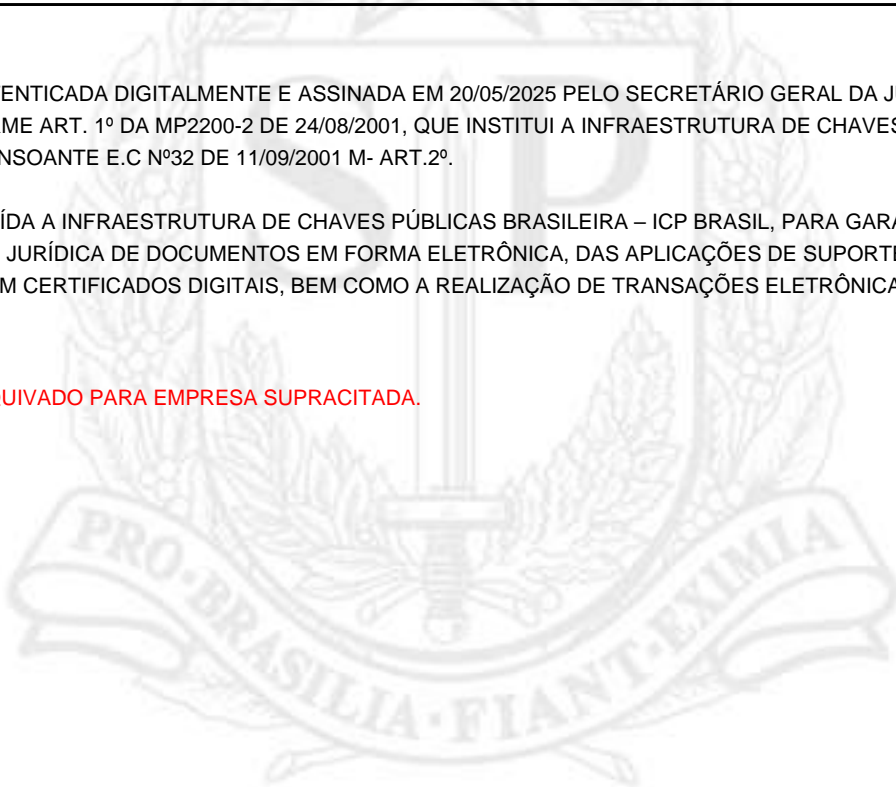 ENTICADA DIGITALMENTE E ASSINADA EM 20/05/2025 PELO SECRETÁRIO GERAL DA J
ME ART. 1º DA MP2200-2 DE 24/08/2001, QUE INSTITUI A INFRAESTRUTURA DE CHAVES
NSOANTE E.C Nº32 DE 11/09/2001 M- ART.2º.
ÍDA A INFRAESTRUTURA DE CHAVES PÚBLICAS BRASILEIRA – ICP BRASIL, PARA GARA
JURÍDICA DE DOCUMENTOS EM FORMA ELETRÔNICA, DAS APLICAÇÕES DE SUPORTE
M CERTIFICADOS DIGITAIS, BEM COMO A REALIZAÇÃO DE TRANSAÇÕES ELETRÔNICA
UIVADO PARA EMPRESA SUPRACITADA.
SP
PRO·BRASILIA·FIANT·EXIMIA